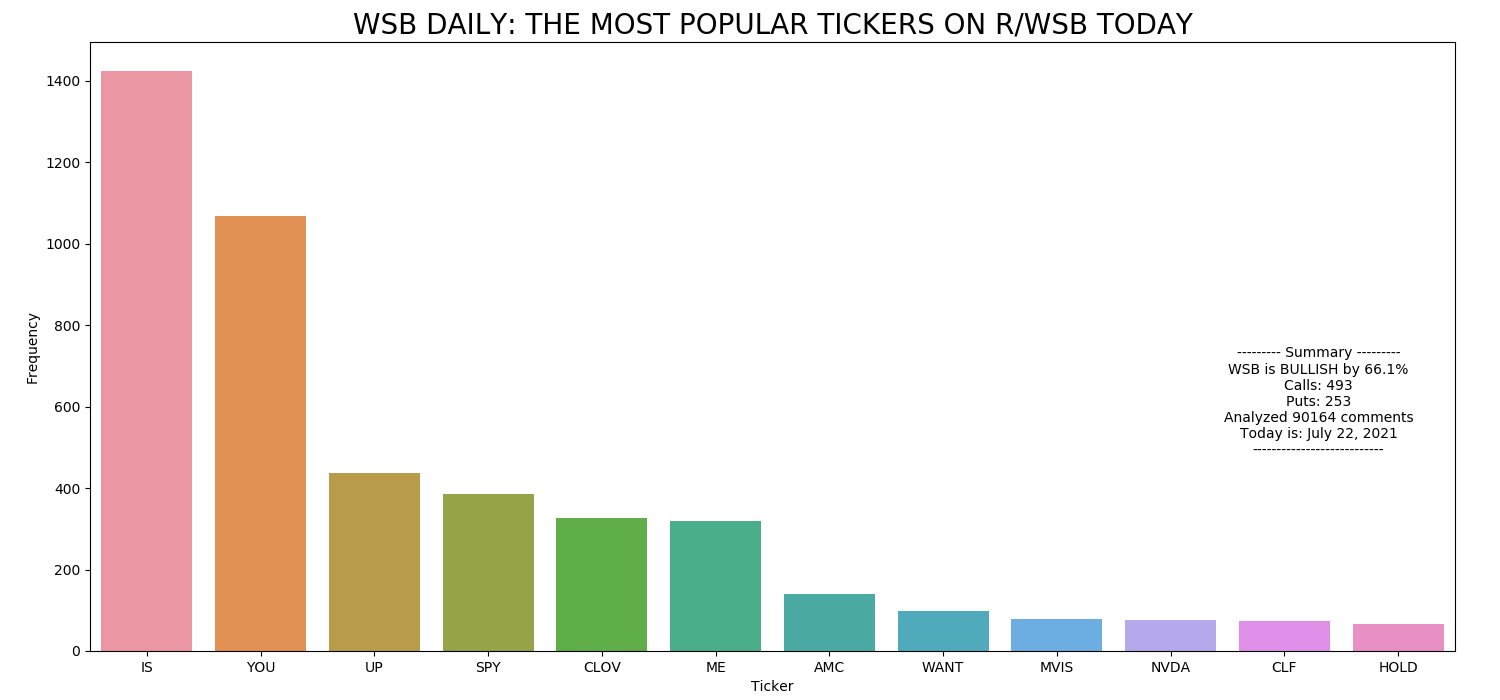 WSB DAILY: THE MOST POPULAR TICKERS ON R/WSB TODAY
1400
1200
1000
800
600
400
200
0
Frequency
--------- Summary ---------
WSB is BULLISH by 66.1%
Calls: 493
Puts: 253
Analyzed 90164 comments
Today is: July 22, 2021
---------------------------
IS YOU UP SPY CLOV ME AMC WANT MVIS NVDA CLF HOLD
Ticker